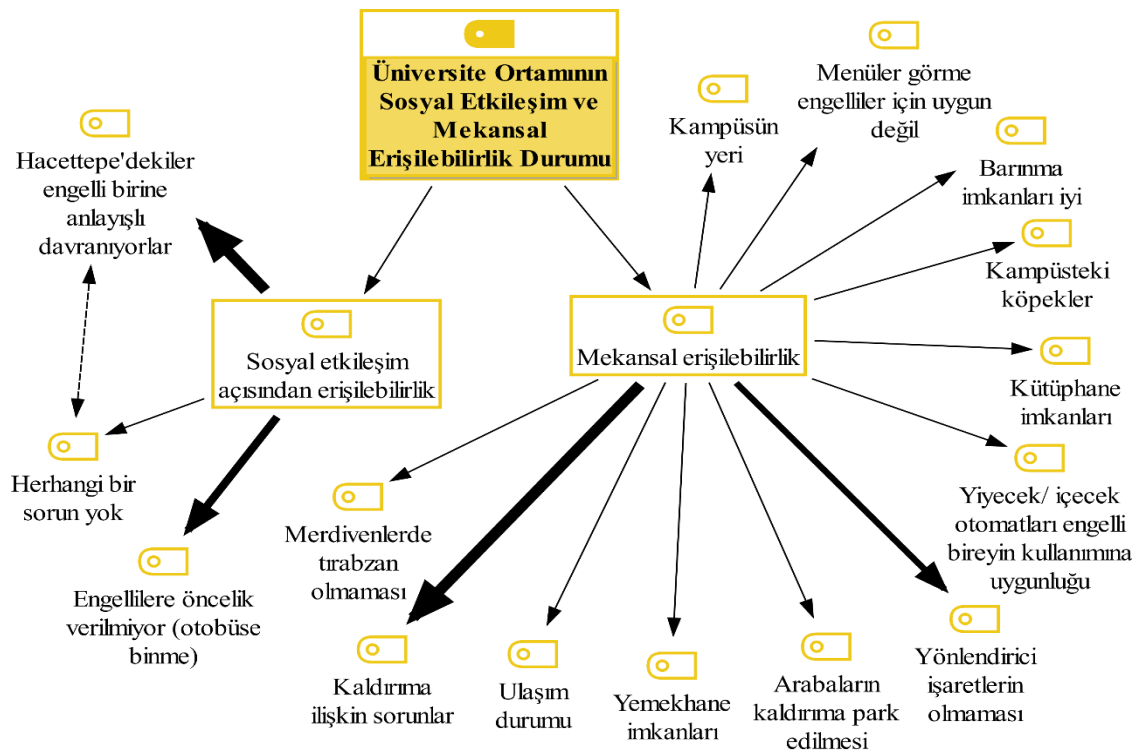 Üniversite Ortamının
Sosyal Etkileşim ve
Mekansal
Erişilebilirlik Durumu
Menüler görme
engelliler için uygun
değil
Kampüsün
yeri
Hacettepe'dekiler
engelli birine
anlayışlı
davranıyorlar
Barınma
imkanları iyi
Kampüsteki
köpekler
Sosyal etkileşim
açısından erişilebilirlik
Mekansal erişilebilirlik
Kütüphane
imkanları
Herhangi bir
sorun yok
Yiyecek/ içecek
otomatları engelli
bireyin kullanımına
uygunluğu
Merdivenlerde
tırabzan
olmaması
Engellilere öncelik
verilmiyor (otobüse
binme)
Kaldırıma
ilişkin sorunlar
Ulaşım
durumu
Yemekhane
imkanları
Arabaların
kaldırıma park
edilmesi
Yönlendirici
işaretlerin
olmaması